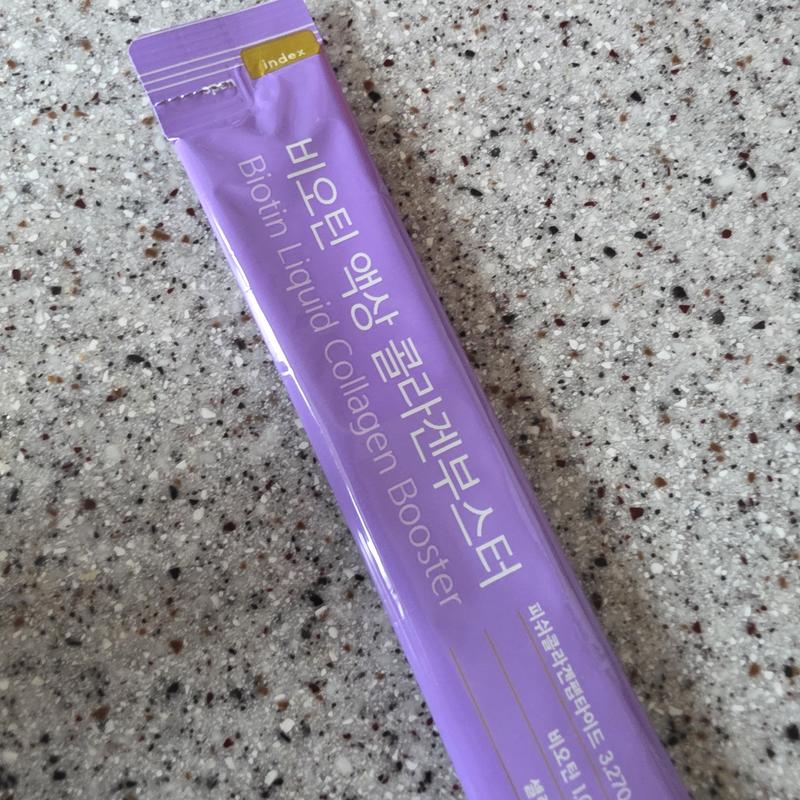 index
open
비오틴 액상 콜라겐부스터
Biotin Liquid Collagen Booster
피쉬콜라겐펩타이드 3,270
비오틴